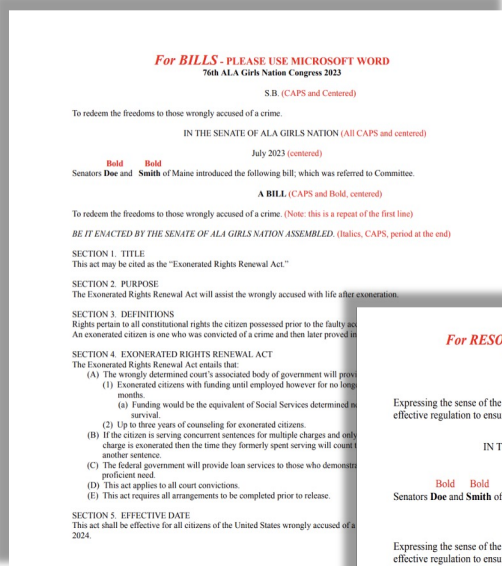 For BILLS - PLEASE USE MICROSOFT WORD
76th ALA Girls Nation Congress 2023
S.B. (CAPS and Centered)
To redeem the freedoms to those wrongly accused of a crime.
IN THE SENATE OF ALA GIRLS NATION (All CAPS and centered)
July 2023 (centered)
Bold Bold
Senators Doe and Smith of Maine introduced the following bill; which was referred to Committee.
A BILL (CAPS and Bold, centered)
To redeem the freedoms to those wrongly accused of a crime. (Note: this is a repeat of the first line)
BE IT ENACTED BY THE SENATE OF ALA GIRLS NATION ASSEMBLED. (Italics, CAPS, period at the end)
SECTION 1. TITLE
This act may be cited as the “Exonerated Rights Renewal Act.”
SECTION 2. PURPOSE
The Exonerated Rights Renewal Act will assist the wrongly accused with life after exoneration.
SECTION 3. DEFINITIONS
Rights pertain to all constitutional rights the citizen possessed prior to the faulty
An exonerated citizen is one who was convicted of a crime and then later proved
SECTION 4. EXONERATED RIGHTS RENEWAL ACT
The Exonerated Rights Renewal Act entails that:
(A) The wrongly determined court’s associated body of government will
(1) Exonerated citizens with funding until employed however for no
months.
(a) Funding would be the equivalent of Social Services determined
survival.
(2) Up to three years of counseling for exonerated citizens.
(B) If the citizen is serving concurrent sentences for multiple charges and only
charge is exonerated then the time they formerly spent serving will count
another sentence.
(C) The federal government will provide loan services to those who
proficient need.
(D) This act applies to all court convictions.
(E) This act requires all arrangements to be completed prior to release.
SECTION 5. EFFECTIVE DATE
This act shall be effective for all citizens of the United States wrongly accused of a
2024.
For RESO
Expressing the sense of the
effective regulation to ensu
IN T
Bold Bold
Senators Doe and Smith of
Expressing the sense of the
effective regulation to ensu